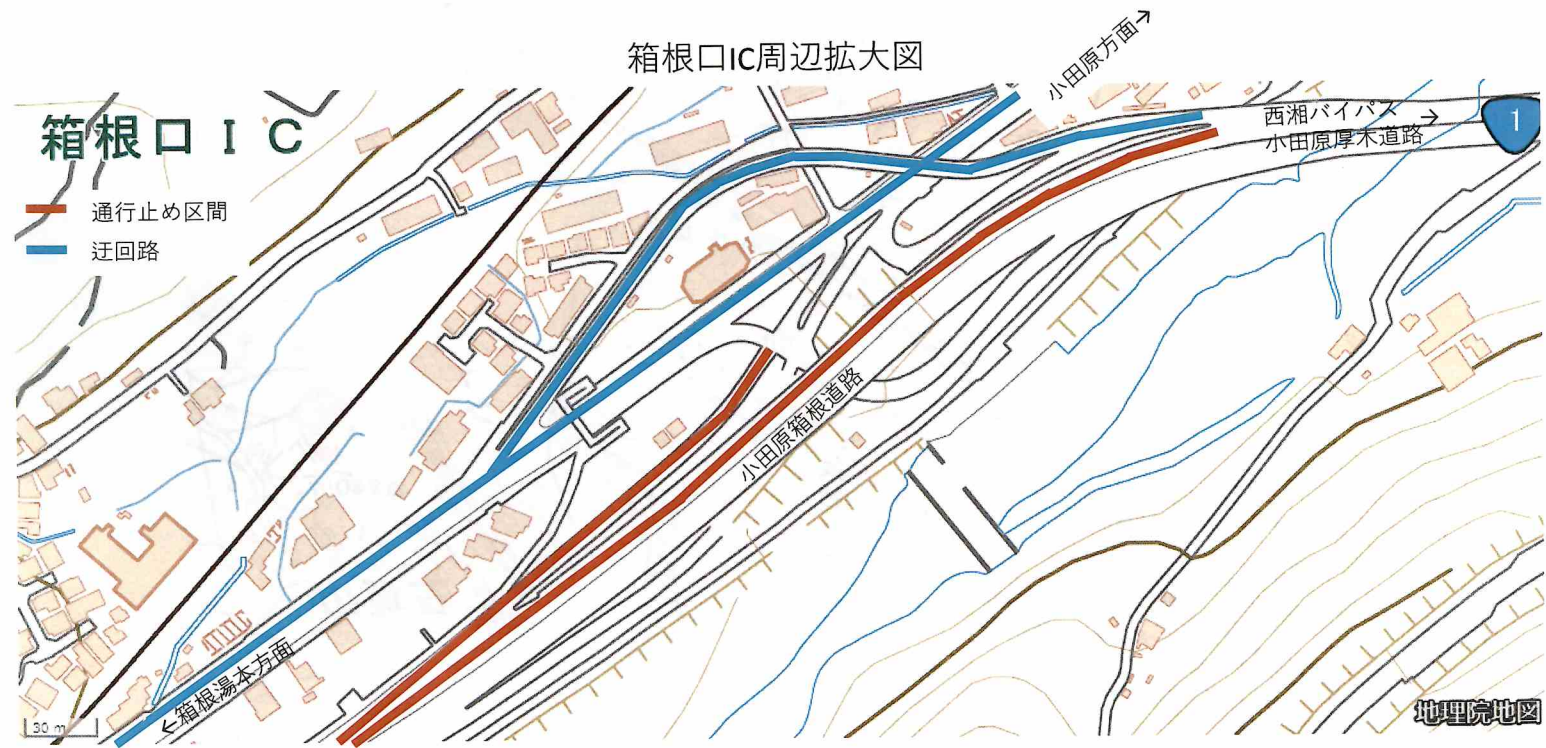 箱根口IC周辺拡大図
小田原方面→
箱根口ＩＣ
西湘バイパス →
小田原厚木道路
1
通行止め区間
迂回路
小田原箱根道路
←箱根湯本方面
30 m
地理院地図